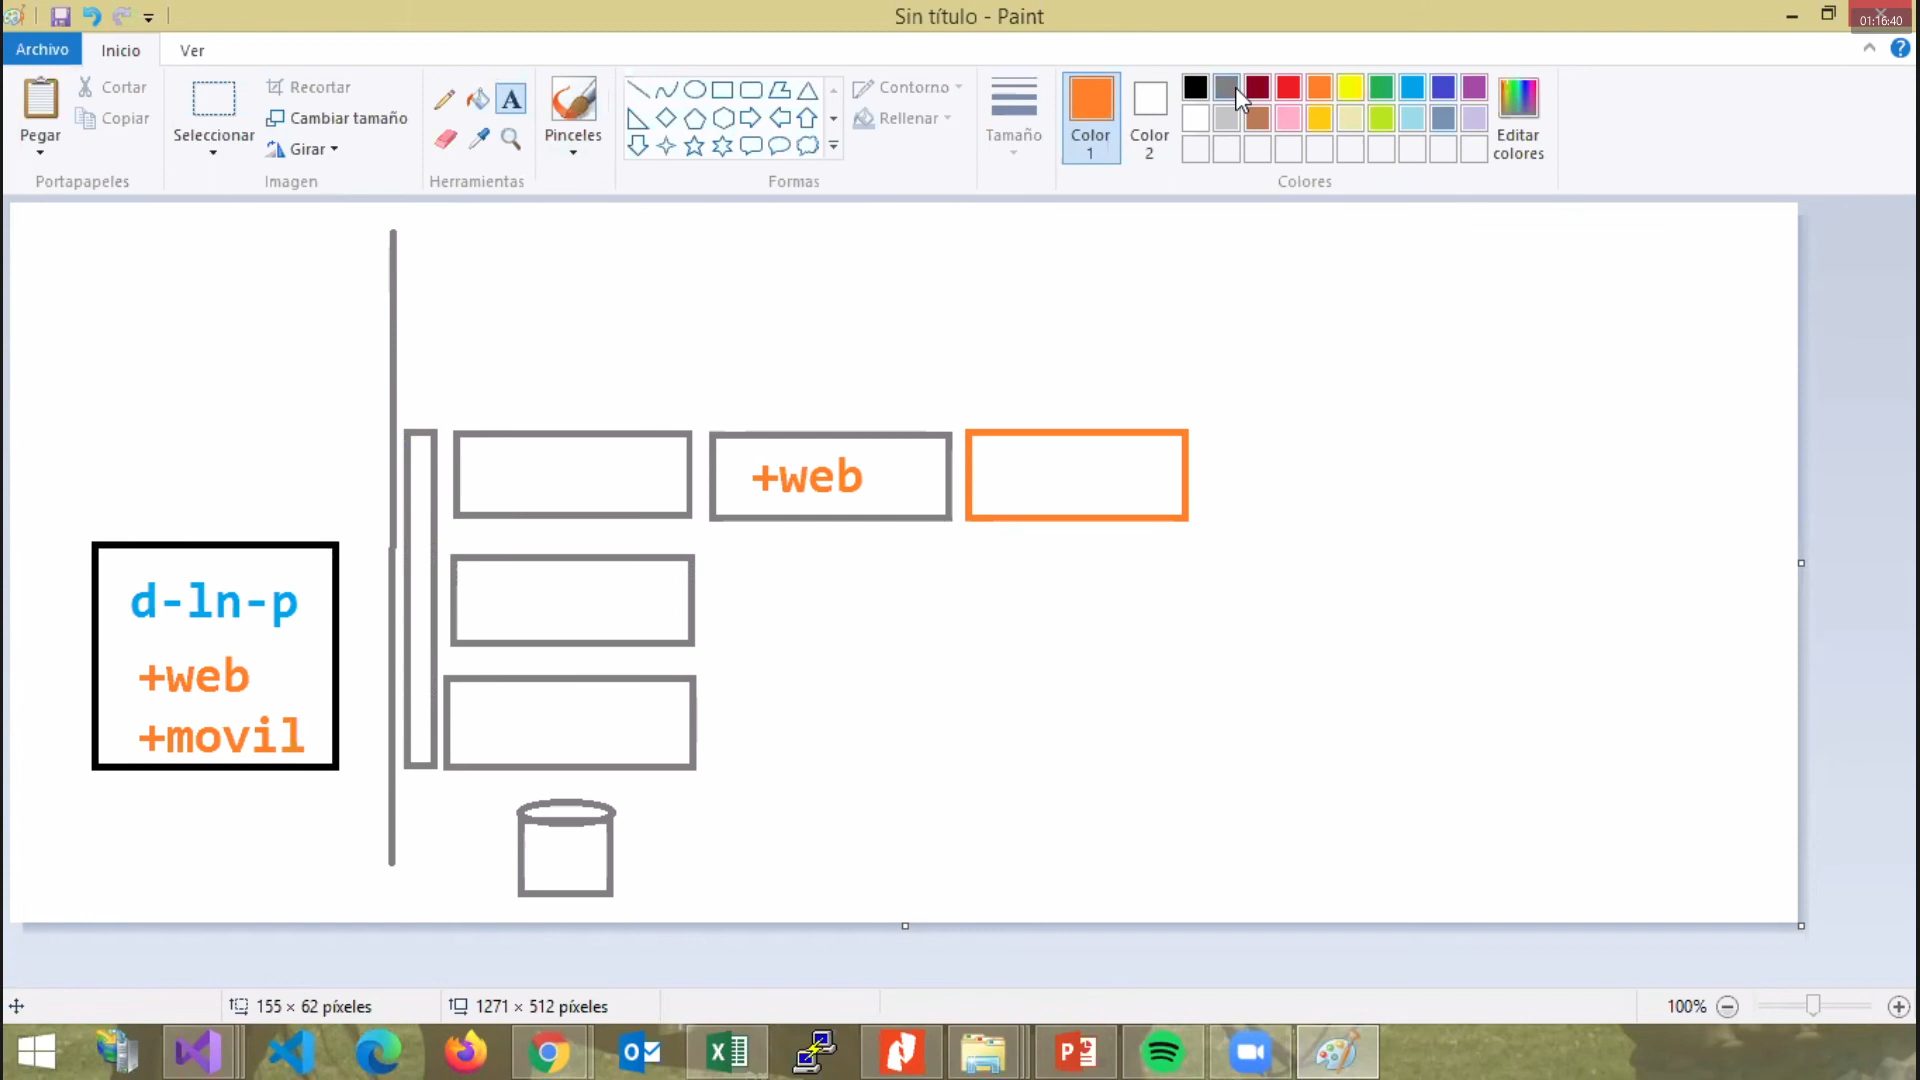 Sin título - Paint
01:16:40
Archivo
Inicio
Ver
Pegar
Cortar
Copiar
Portapapeles
Seleccionar
Recortar
Cambiar tamaño
Girar
Imagen
A
Herramientas
Pinceles
Formas
Contorno
Rellenar
Tamaño
Color
1
Color
2
Editar
colores
Colores
+web
d-ln-p
+web
+movil
155 × 62 píxeles
1271 × 512 píxeles
100%